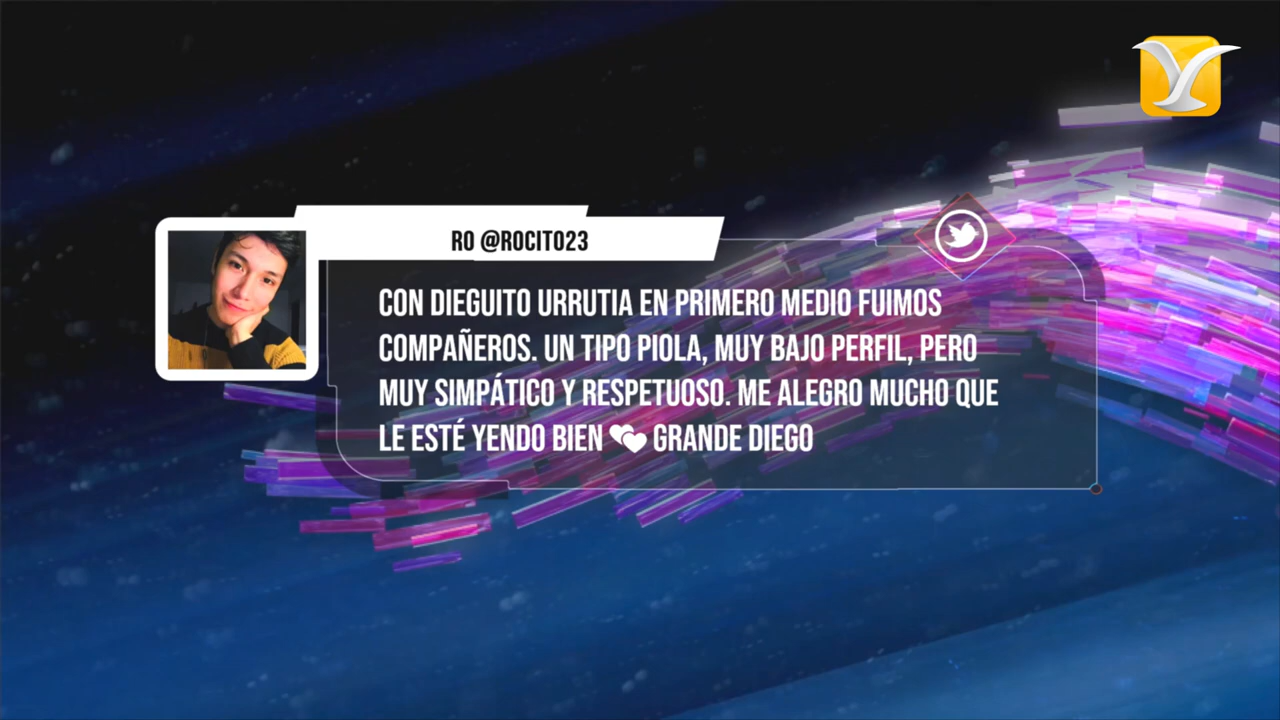 RO @ROCITO23
CON DIEGUITO URRUTIA EN PRIMERO MEDIO FUIMOS
COMPAÑEROS. UN TIPO PIOLA, MUY BAJO PERFIL, PERO
MUY SIMPÁTICO Y RESPETUOSO. ME ALEGRO MUCHO QUE
LE ESTÉ YENDO BIEN 💕 GRANDE DIEGO